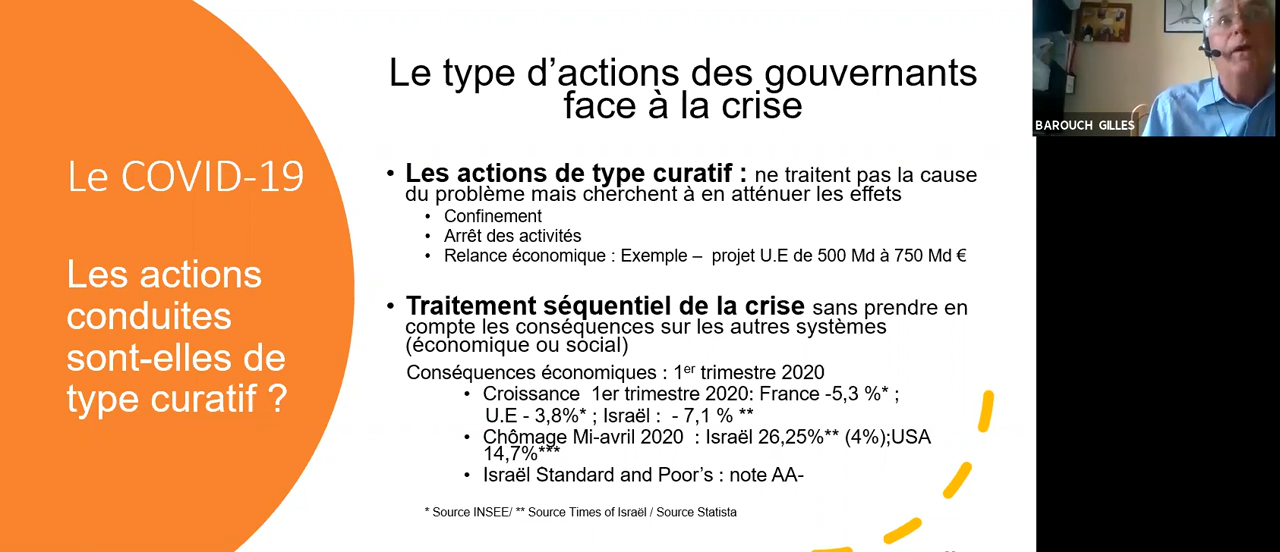 Le COVID-19
Les actions
conduites
sont-elles de
type curatif ?
Le type d’actions des gouvernants
face à la crise
• Les actions de type curatif : ne traitent pas la cause
du problème mais cherchent à en atténuer les effets
• Confinement
• Arrêt des activités
• Relance économique : Exemple – projet U.E de 500 Md à 750 Md €
• Traitement séquentiel de la crise sans prendre en
compte les conséquences sur les autres systèmes
(économique ou social)
Conséquences économiques : 1er trimestre 2020
• Croissance 1er trimestre 2020: France -5,3 %* ;
U.E - 3,8%* ; Israël : - 7,1 % **
• Chômage Mi-avril 2020 : Israël 26,25%** (4%);USA
14,7%***
• Israël Standard and Poor’s : note AA-
* Source INSEE/ ** Source Times of Israël / Source Statista
BAROUCH GILLES